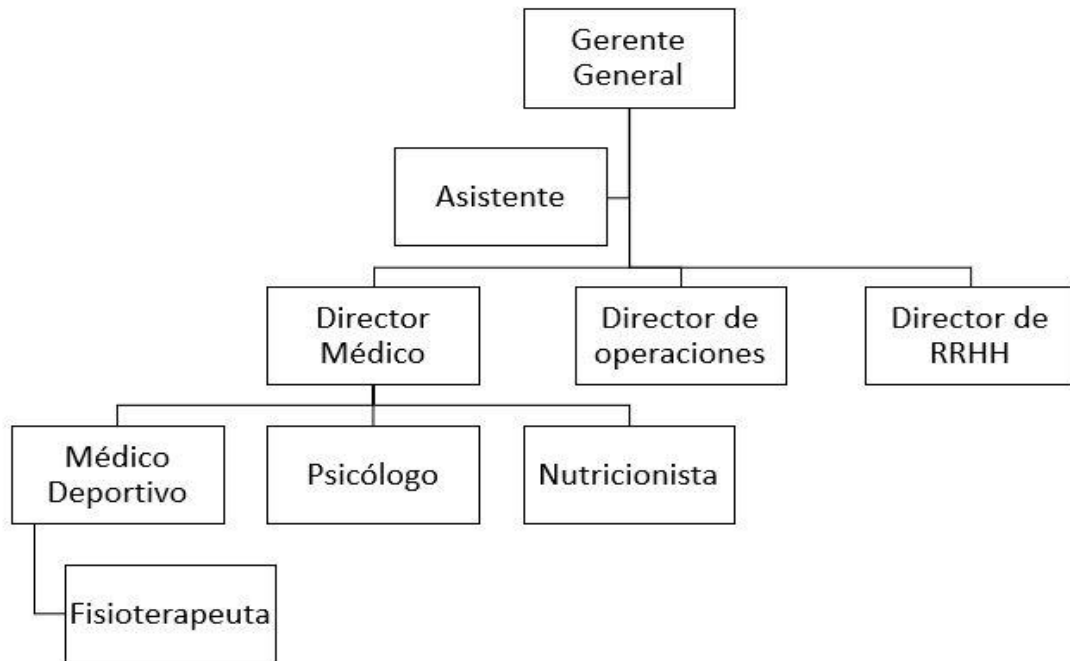 Gerente
General
Asistente
Director
Médico
Director de
operaciones
Director de
RRHH
Médico
Deportivo
Psicólogo
Nutricionista
Fisioterapeuta